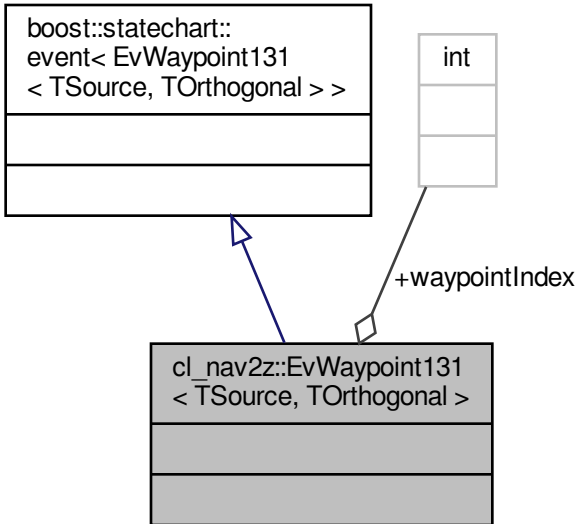 boost::statechart::
event< EvWaypoint131
< TSource, TOrthogonal > >
int
+waypointIndex
cl_nav2z::EvWaypoint131
< TSource, TOrthogonal >